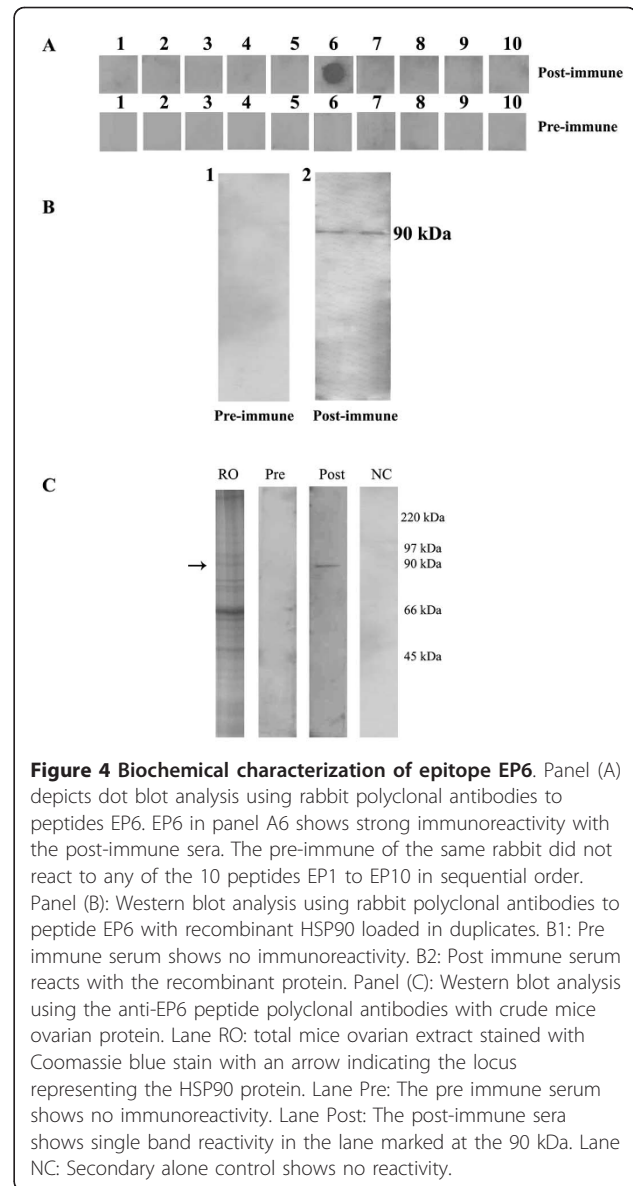 A
1 2 3 4 5 6 7 8 9 10
Post-immune
1 2 3 4 5 6 7 8 9 10
Pre-immune
B
1 2
90 kDa
Pre-immune Post-immune
C
RO Pre Post NC
→
220 kDa
97 kDa
90 kDa
66 kDa
45 kDa
Figure 4 Biochemical characterization of epitope EP6. Panel (A)
depicts dot blot analysis using rabbit polyclonal antibodies to
peptides EP6. EP6 in panel A6 shows strong immunoreactivity with
the post-immune sera. The pre-immune of the same rabbit did not
react to any of the 10 peptides EP1 to EP10 in sequential order.
Panel (B): Western blot analysis using rabbit polyclonal antibodies to
peptide EP6 with recombinant HSP90 loaded in duplicates. B1: Pre
immune serum shows no immunoreactivity. B2: Post immune serum
reacts with the recombinant protein. Panel (C): Western blot analysis
using the anti-EP6 peptide polyclonal antibodies with crude mice
ovarian protein. Lane RO: total mice ovarian extract stained with
Coomassie blue stain with an arrow indicating the locus
representing the HSP90 protein. Lane Pre: The pre immune serum
shows no immunoreactivity. Lane Post: The post-immune sera
shows single band reactivity in the lane marked at the 90 kDa. Lane
NC: Secondary alone control shows no reactivity.